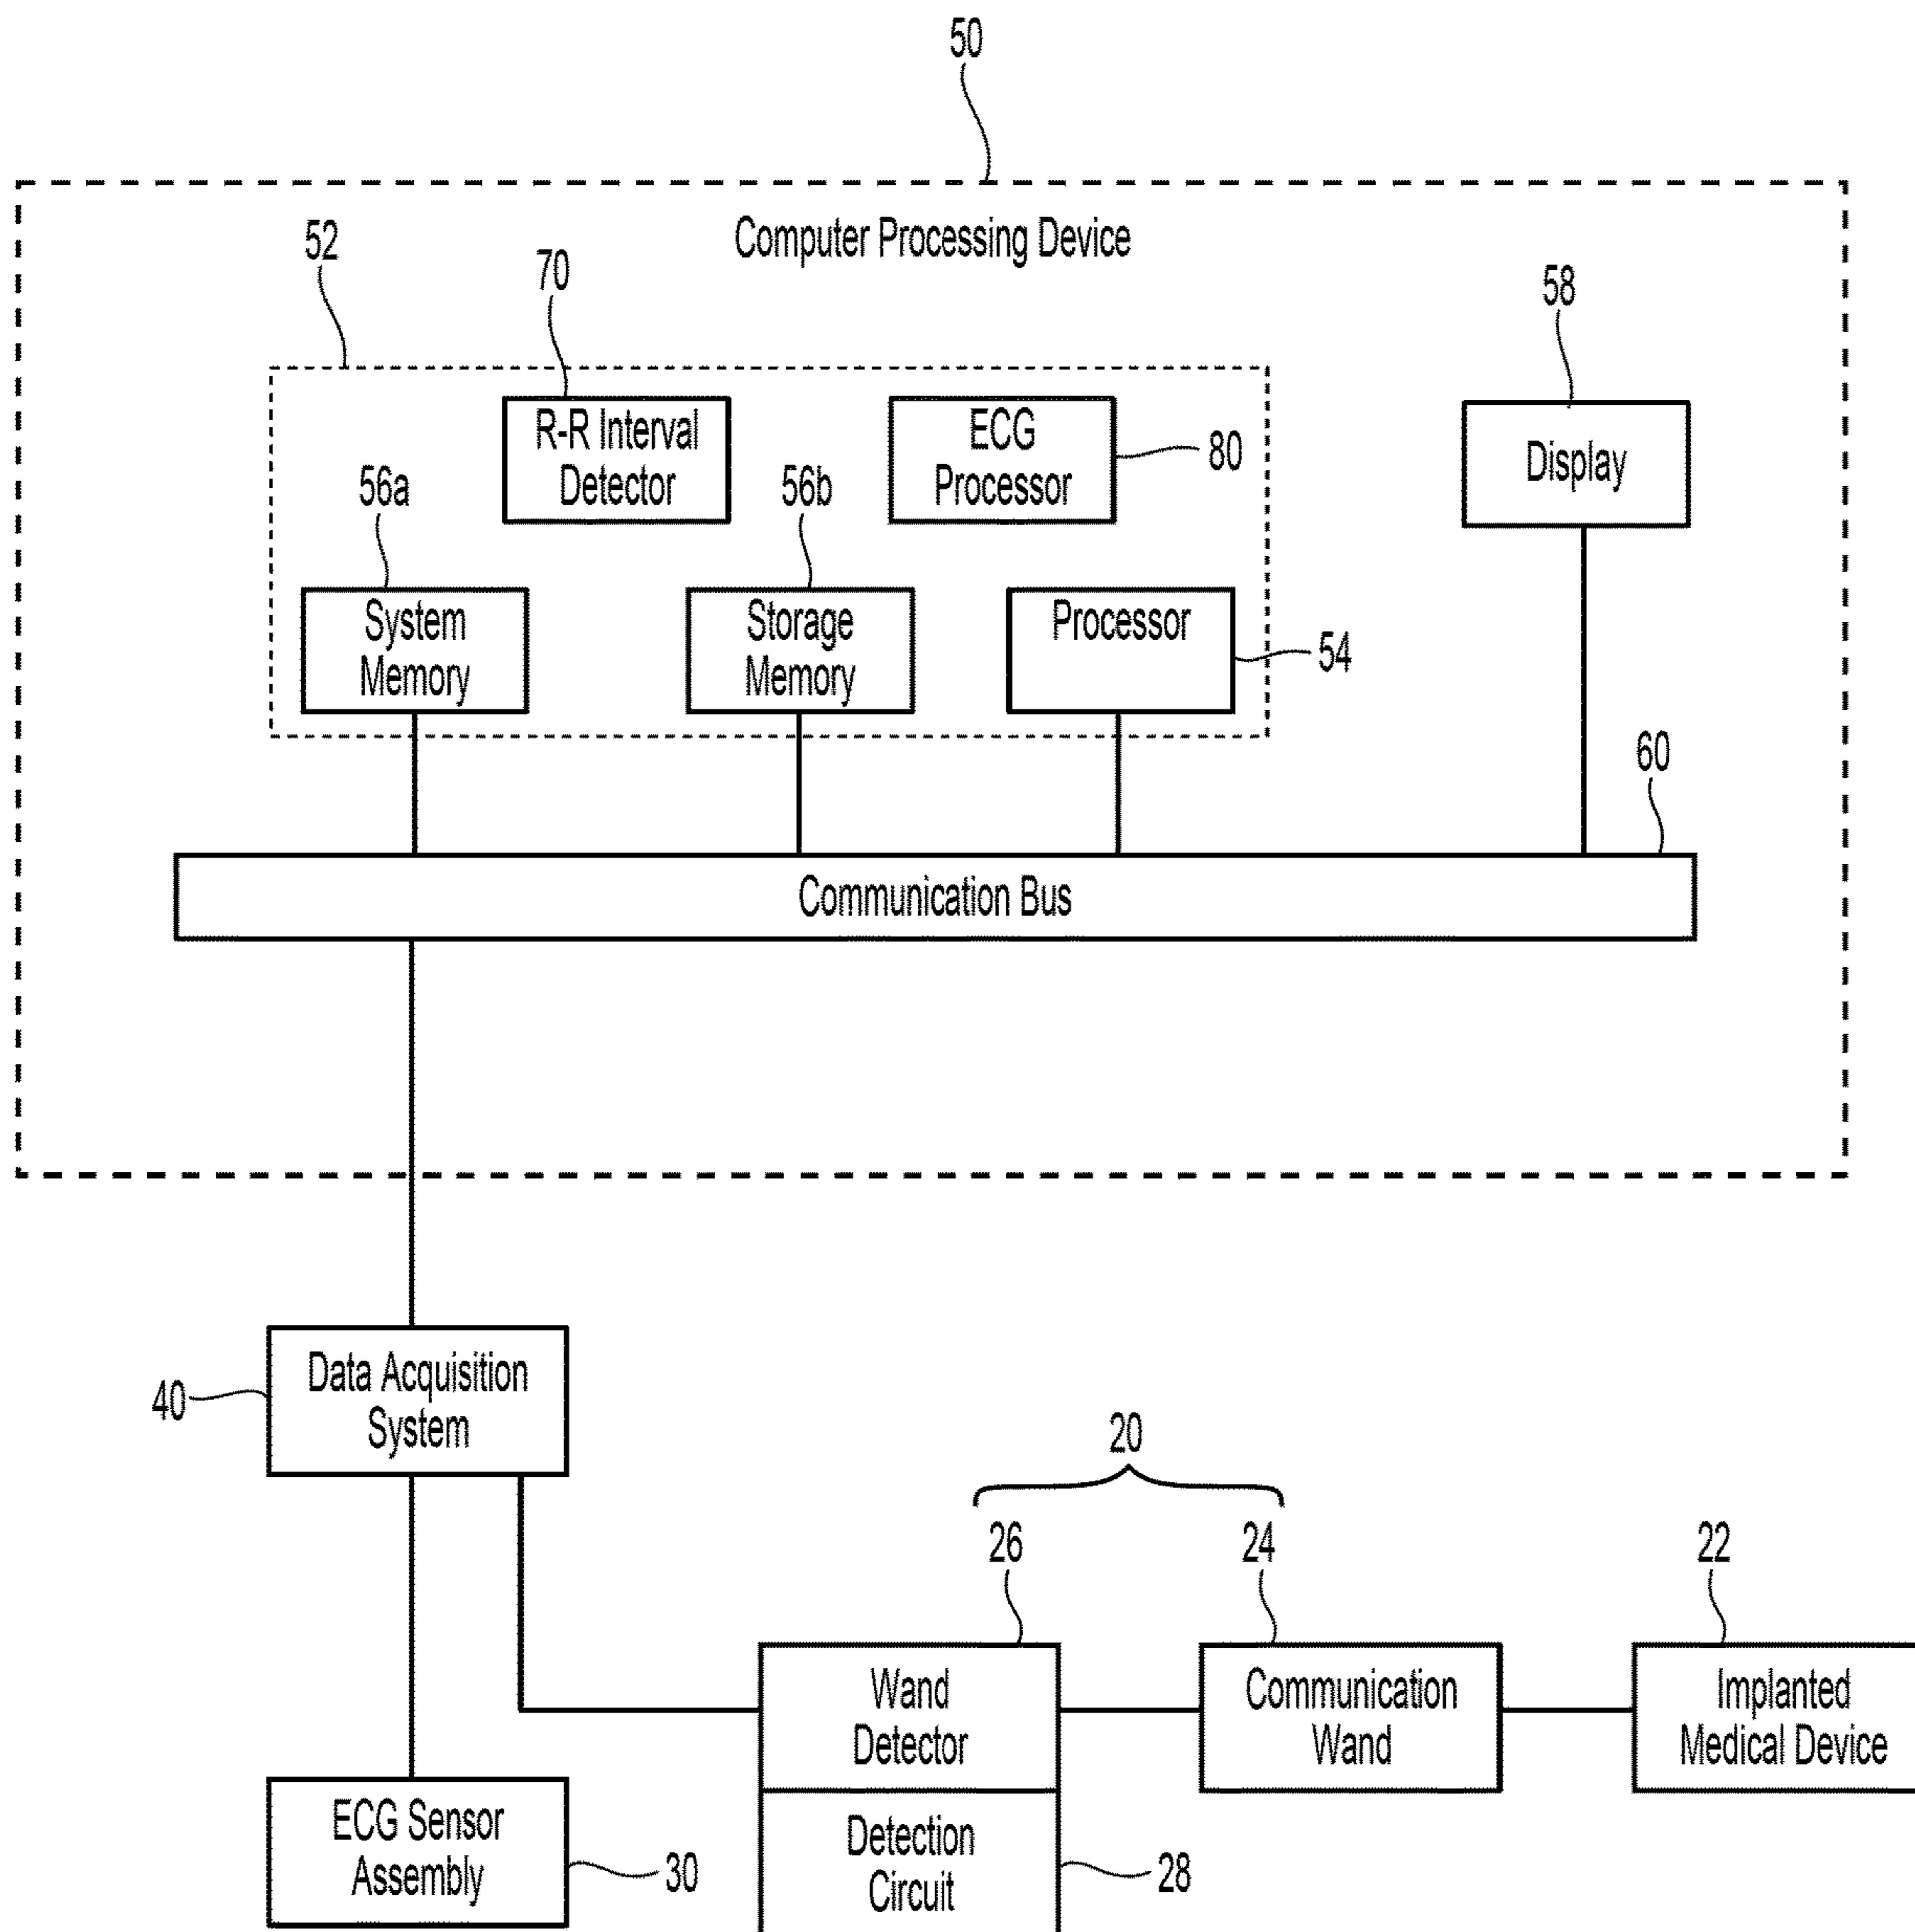 50
Computer Processing Device
52
70
58
R-R Interval
Detector
ECG
Processor
80
Display
56a
56b
System
Memory
Storage
Memory
Processor
54
60
Communication Bus
Data Acquisition
System
40
20
26
24
22
Wand
Detector
Communication
Wand
Implanted
Medical Device
ECG Sensor
Assembly
30
Detection
Circuit
28